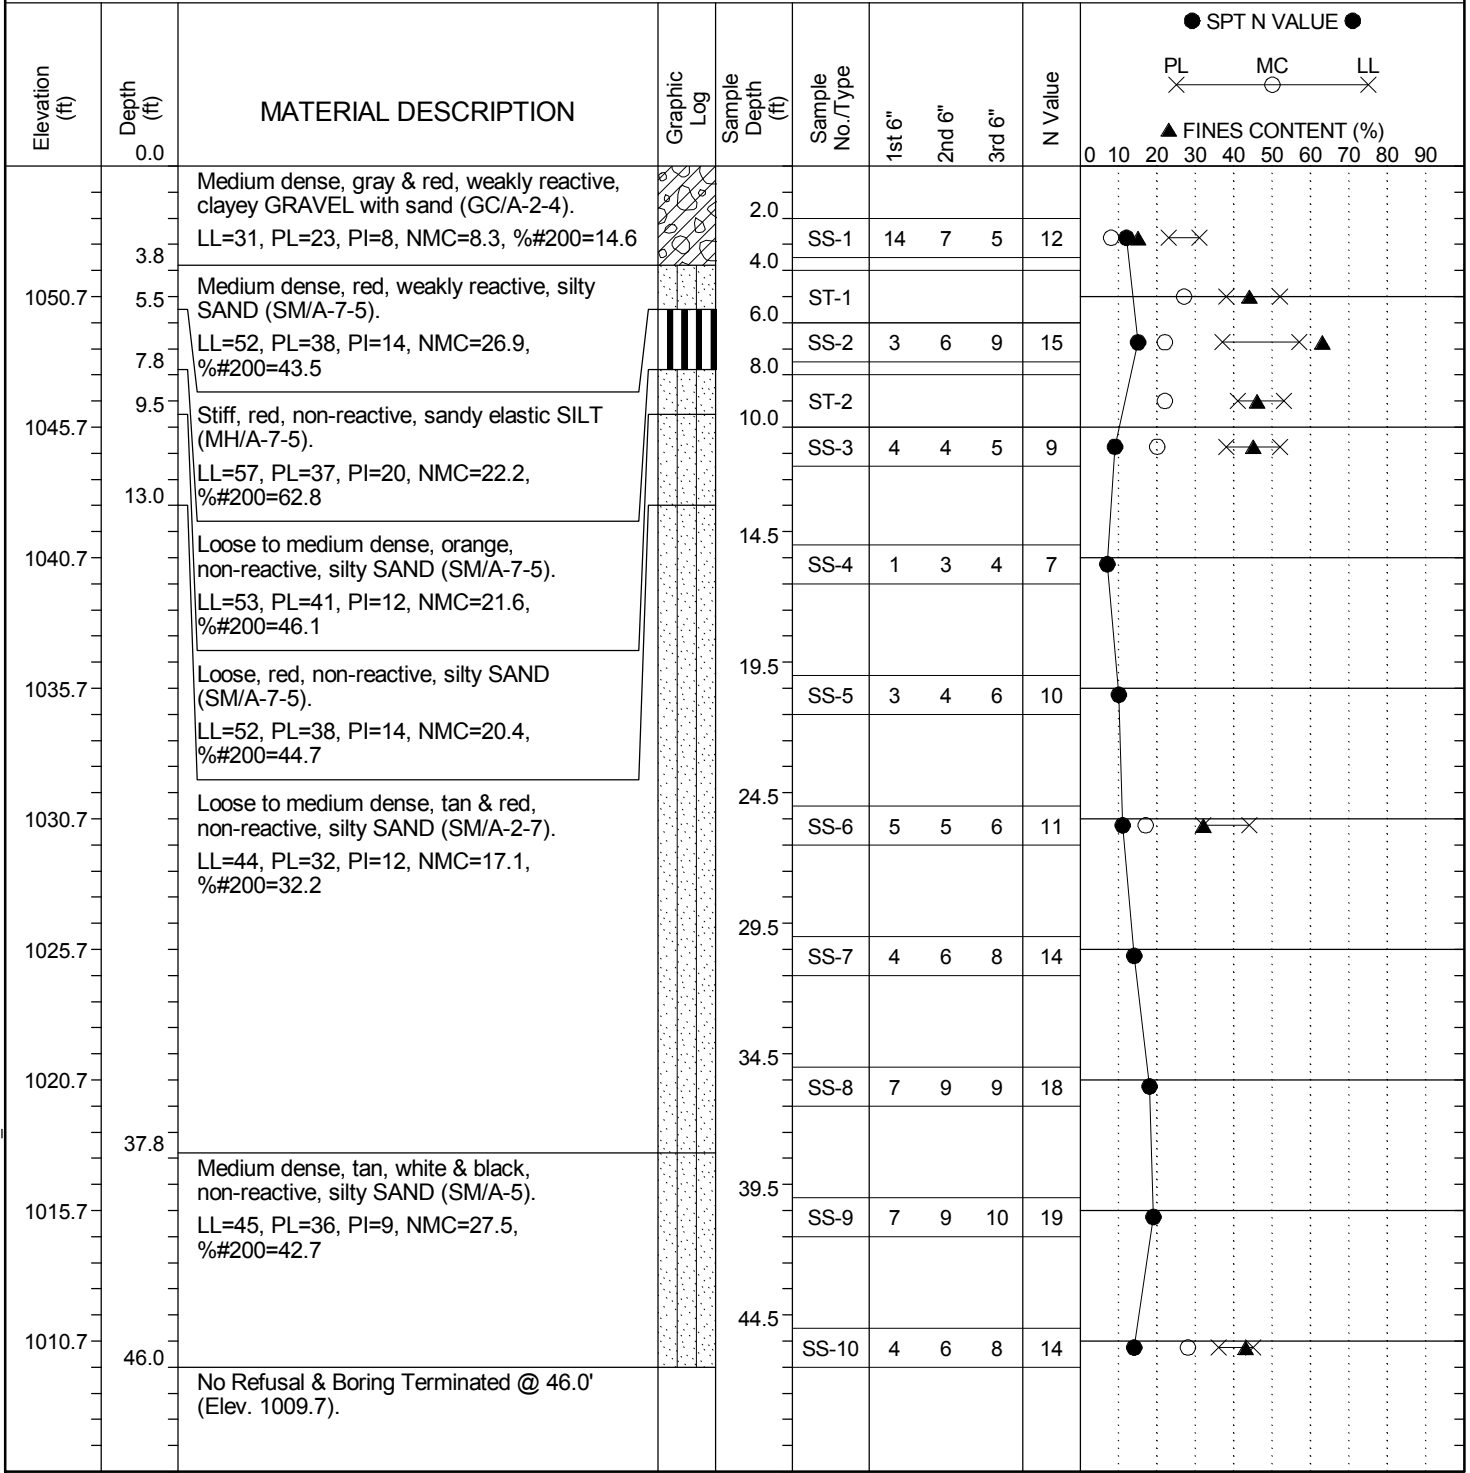 ● SPT N VALUE ●
PL MC LL
▲ FINES CONTENT (%)
0 10 20 30 40 50 60 70 80 90
Elevation
(ft)
Depth
(ft)
0.0
MATERIAL DESCRIPTION
Graphic
Log
Sample
Depth
(ft)
Sample
No./Type
1st 6"
2nd 6"
3rd 6"
N Value
Medium dense, gray & red, weakly reactive,
clayey GRAVEL with sand (GC/A-2-4).
LL=31, PL=23, PI=8, NMC=8.3, %#200=14.6
2.0
SS-1 14 7 5 12
3.8
4.0
Medium dense, red, weakly reactive, silty
SAND (SM/A-7-5).
LL=52, PL=38, PI=14, NMC=26.9,
%#200=43.5
1050.7
5.5
ST-1
6.0
SS-2 3 6 9 15
7.8
8.0
9.5
ST-2
10.0
Stiff, red, non-reactive, sandy elastic SILT
(MH/A-7-5).
LL=57, PL=37, PI=20, NMC=22.2,
%#200=62.8
1045.7
SS-3 4 4 5 9
13.0
14.5
Loose to medium dense, orange,
non-reactive, silty SAND (SM/A-7-5).
LL=53, PL=41, PI=12, NMC=21.6,
%#200=46.1
1040.7
SS-4 1 3 4 7
19.5
Loose, red, non-reactive, silty SAND
(SM/A-7-5).
LL=52, PL=38, PI=14, NMC=20.4,
%#200=44.7
1035.7
SS-5 3 4 6 10
24.5
Loose to medium dense, tan & red,
non-reactive, silty SAND (SM/A-2-7).
LL=44, PL=32, PI=12, NMC=17.1,
%#200=32.2
1030.7
SS-6 5 5 6 11
29.5
1025.7
SS-7 4 6 8 14
34.5
1020.7
SS-8 7 9 9 18
37.8
Medium dense, tan, white & black,
non-reactive, silty SAND (SM/A-5).
LL=45, PL=36, PI=9, NMC=27.5,
%#200=42.7
39.5
1015.7
SS-9 7 9 10 19
44.5
1010.7
SS-10 4 6 8 14
46.0
No Refusal & Boring Terminated @ 46.0'
(Elev. 1009.7).